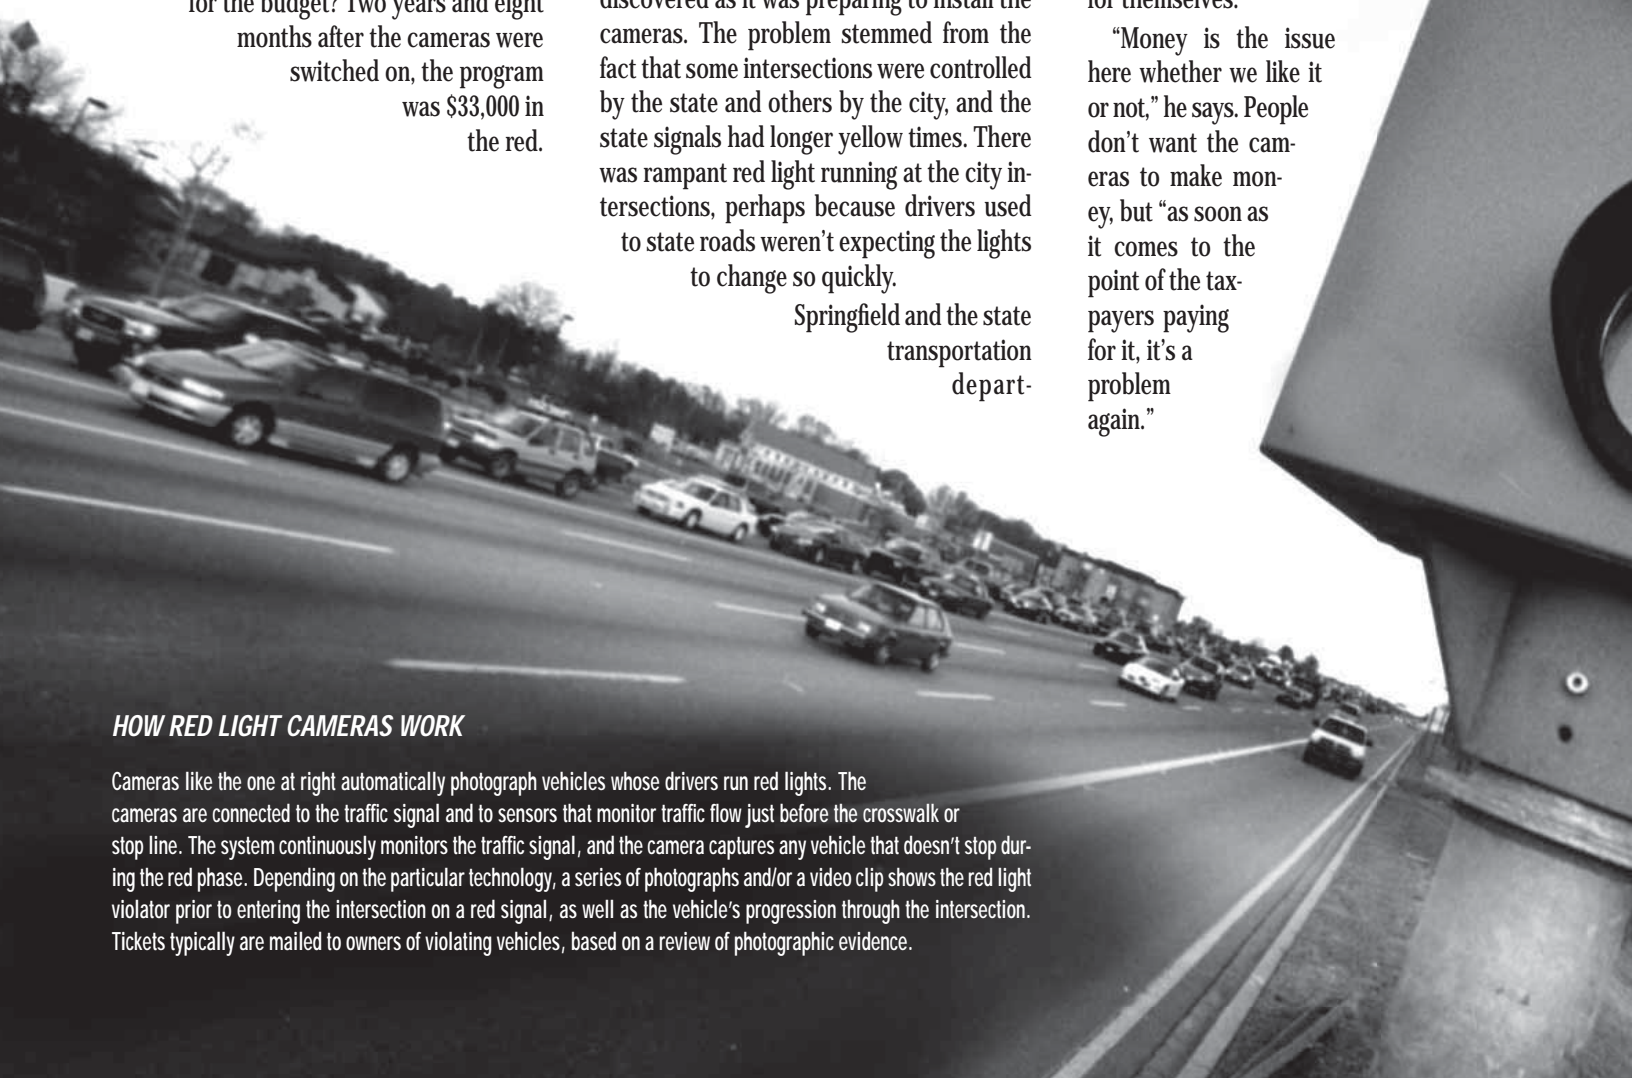 for the budget? Two years and eight
months after the cameras were
switched on, the program
was $33,000 in
the red.
discovered as it was preparing to install the
cameras. The problem stemmed from the
fact that some intersections were controlled
by the state and others by the city, and the
state signals had longer yellow times. There
was rampant red light running at the city in-
tersections, perhaps because drivers used
to state roads weren’t expecting the lights
to change so quickly.
Springfield and the state
transportation
depart-
for themselves.
“Money is the issue
here whether we like it
or not,” he says. People
don’t want the cam-
eras to make mon-
ey, but “as soon as
it comes to the
point of the tax-
payers paying
for it, it’s a
problem
again.”
HOW RED LIGHT CAMERAS WORK
Cameras like the one at right automatically photograph vehicles whose drivers run red lights. The
cameras are connected to the traffic signal and to sensors that monitor traffic flow just before the crosswalk or
stop line. The system continuously monitors the traffic signal, and the camera captures any vehicle that doesn’t stop dur-
ing the red phase. Depending on the particular technology, a series of photographs and/or a video clip shows the red light
violator prior to entering the intersection on a red signal, as well as the vehicle’s progression through the intersection.
Tickets typically are mailed to owners of violating vehicles, based on a review of photographic evidence.